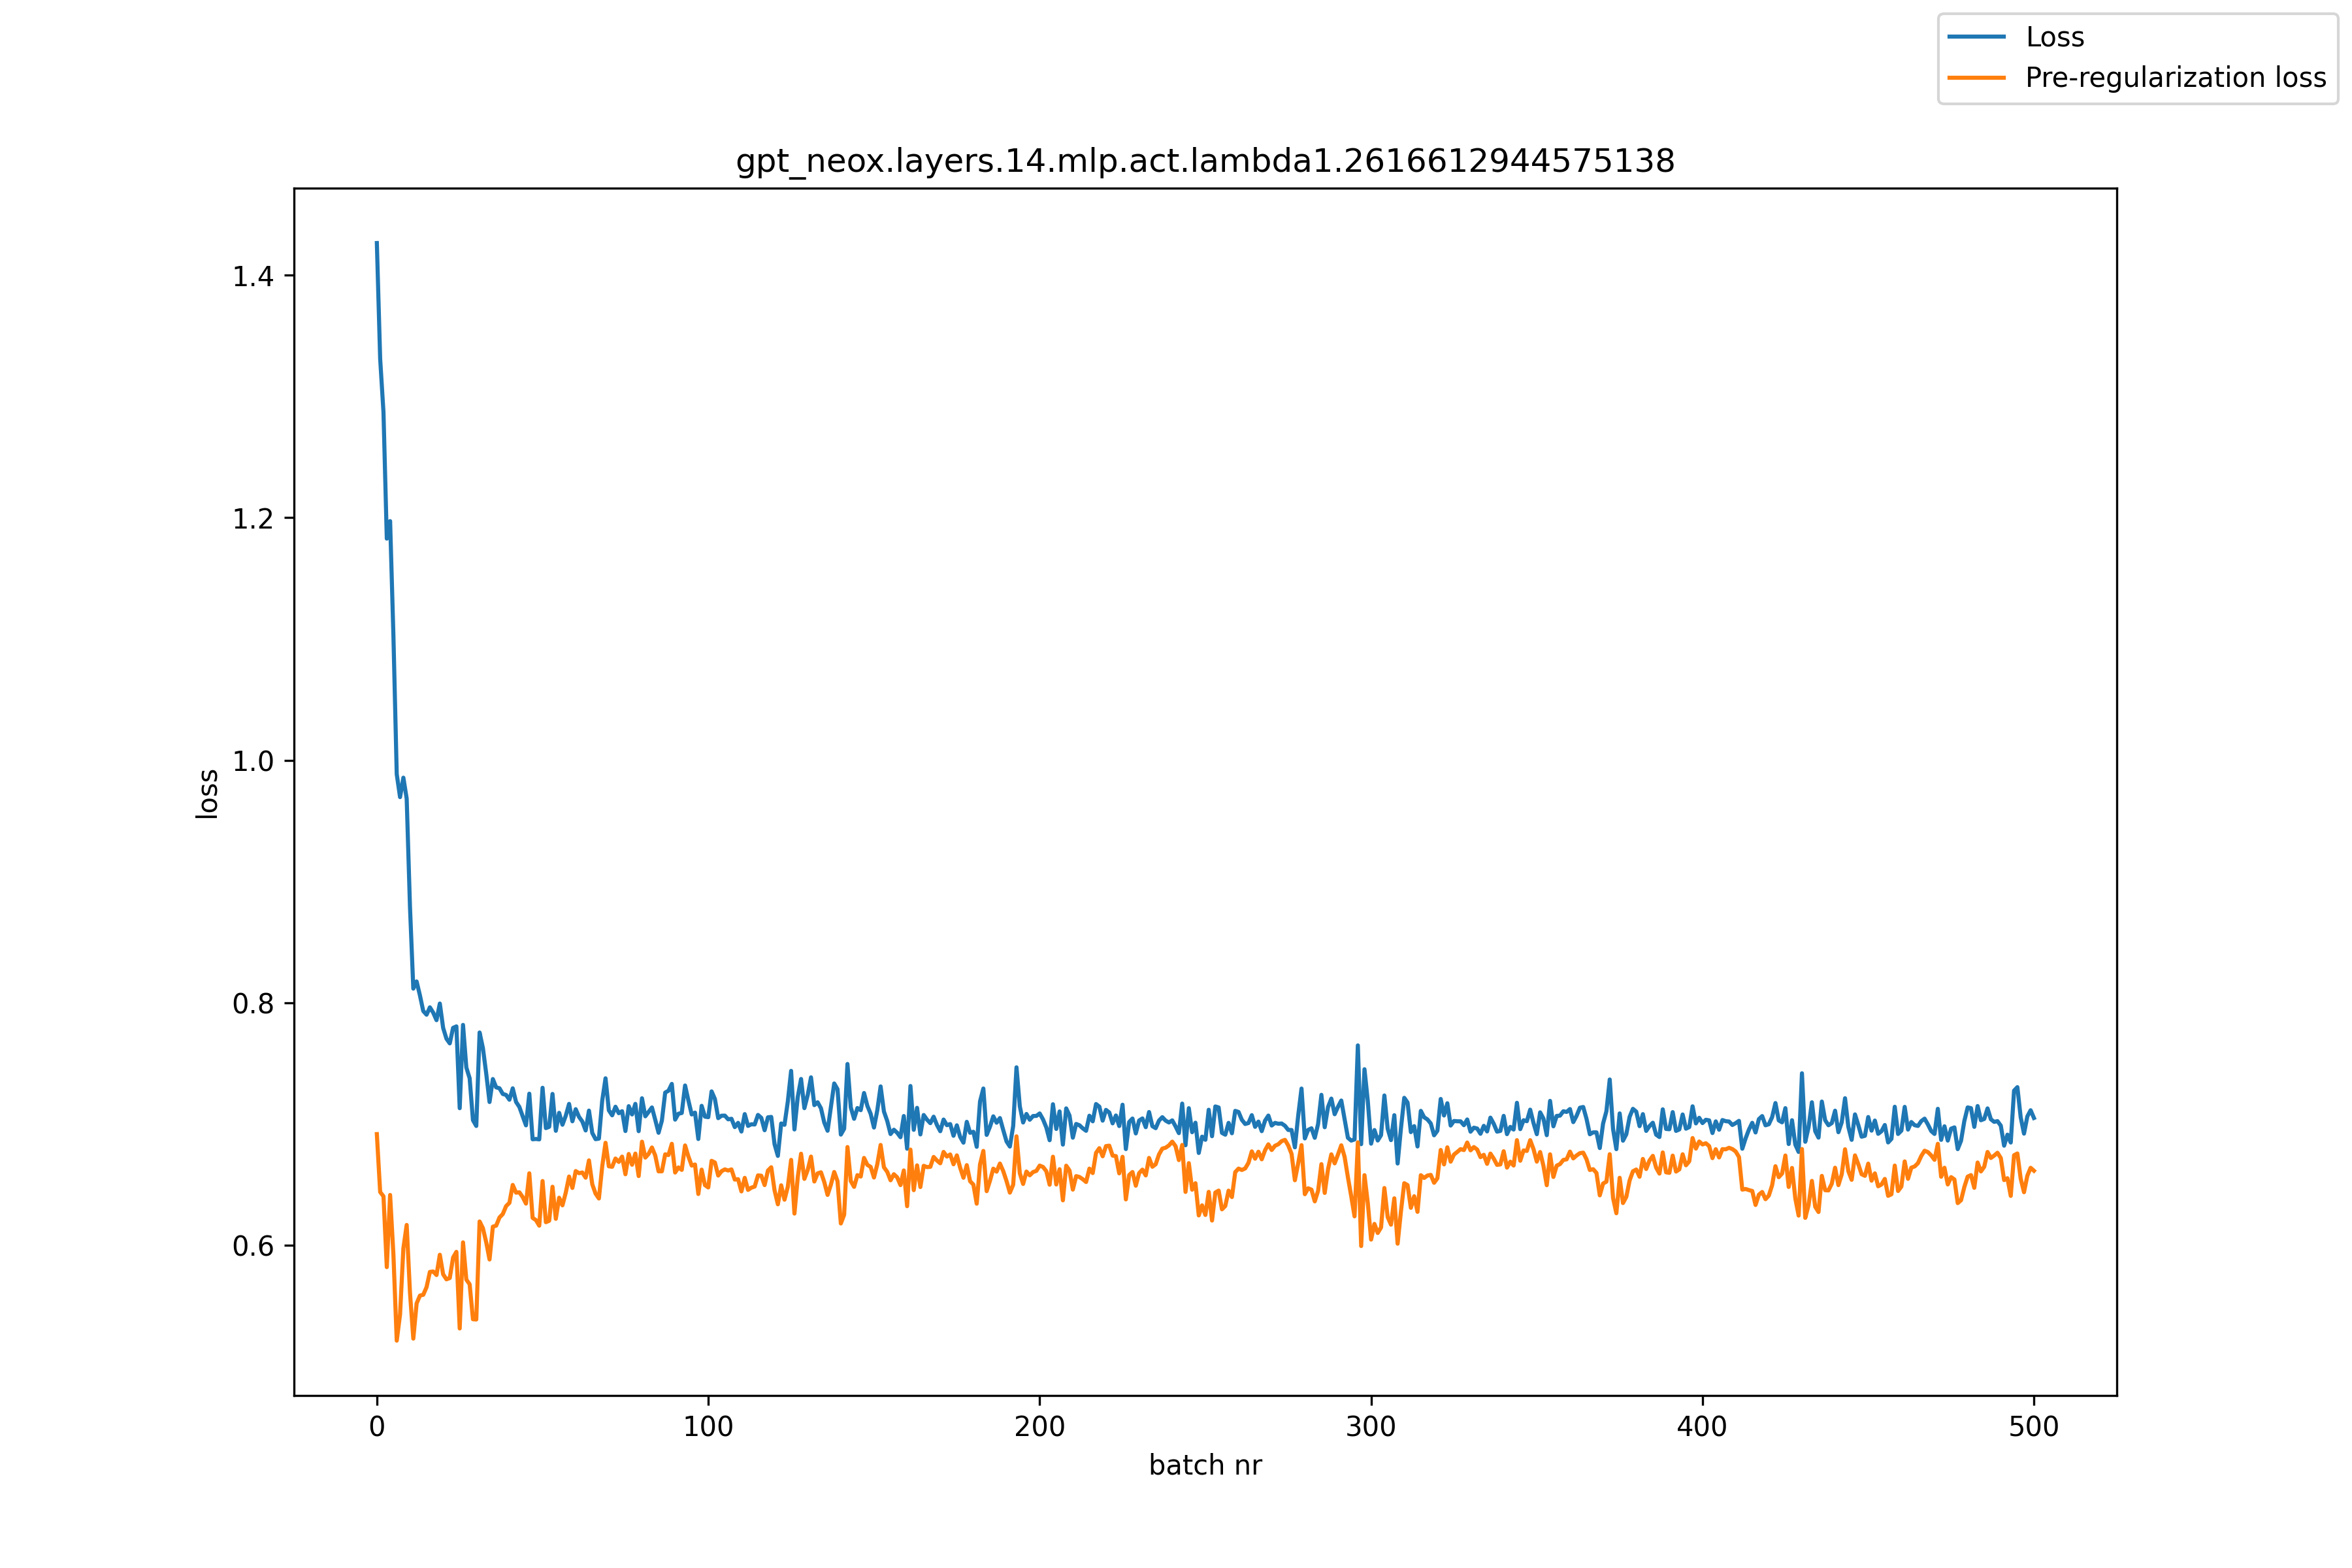 Loss
Pre-regularization loss
gpt_neox.layers.14.mlp.act.lambda1.2616612944575138
1.4
1.2
1.0
0.8
0.6
loss
0
100
200
300
400
500
batch nr